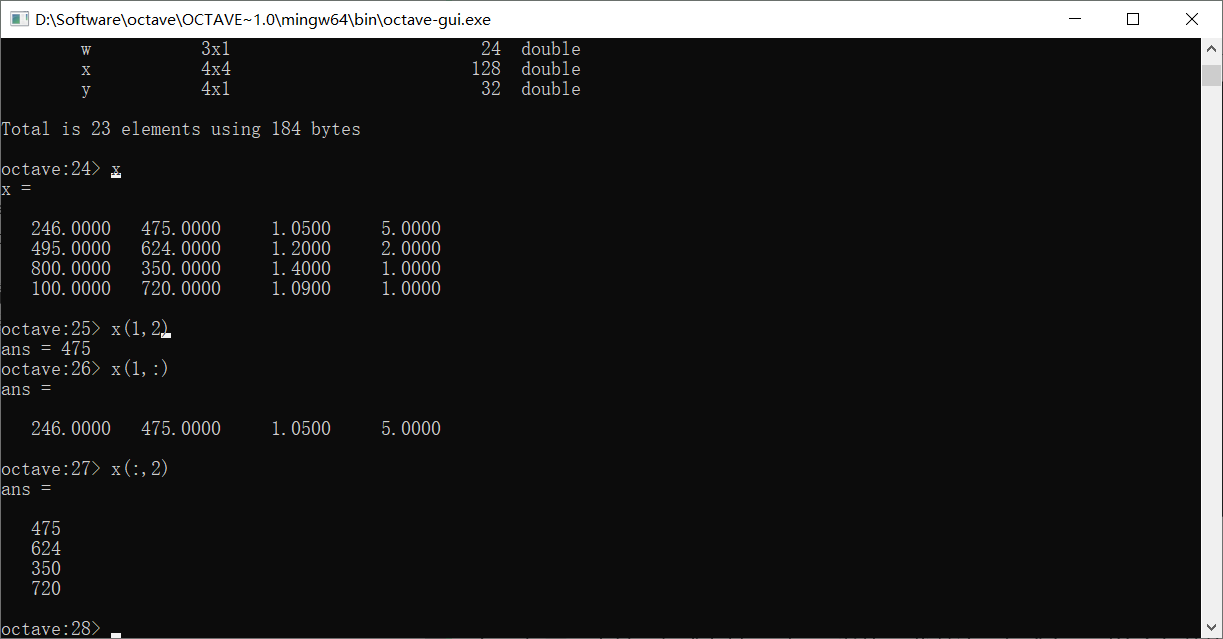 D:\Software\octave\OCTAVE~1.0\mingw64\bin\octave-gui.exe
w 3x1 24 double
x 4x4 128 double
y 4x1 32 double
Total is 23 elements using 184 bytes
octave:24> x
x =
246.0000 475.0000 1.0500 5.0000
495.0000 624.0000 1.2000 2.0000
800.0000 350.0000 1.4000 1.0000
100.0000 720.0000 1.0900 1.0000
octave:25> x(1,2)
ans = 475
octave:26> x(1,:)
ans =
246.0000 475.0000 1.0500 5.0000
octave:27> x(:,2)
ans =
475
624
350
720
octave:28>